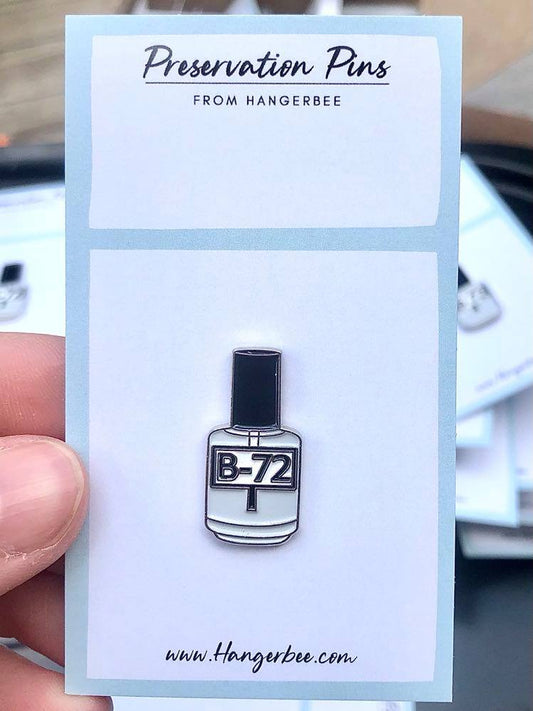 Preservation Pins
FROM HANGERBEE
B-72
www.Hangerbee.com